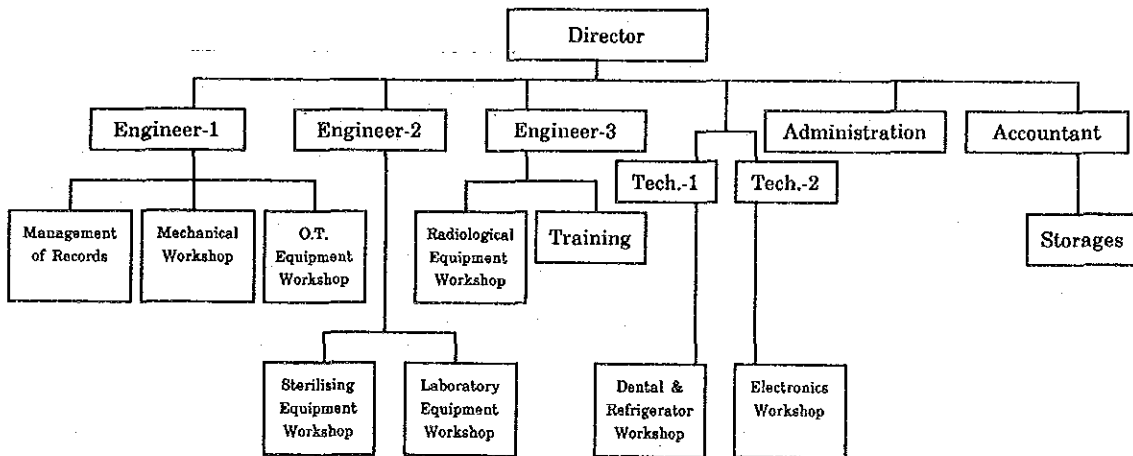 Director
Engineer-1
Engineer-2
Engineer-3
Administration
Accountant
Tech.-1
Tech.-2
Management
of Records
Mechanical
Workshop
O.T.
Equipment
Workshop
Radiological
Equipment
Workshop
Training
Storages
Sterilising
Equipment
Workshop
Laboratory
Equipment
Workshop
Dental &
Refrigerator
Workshop
Electronics
Workshop